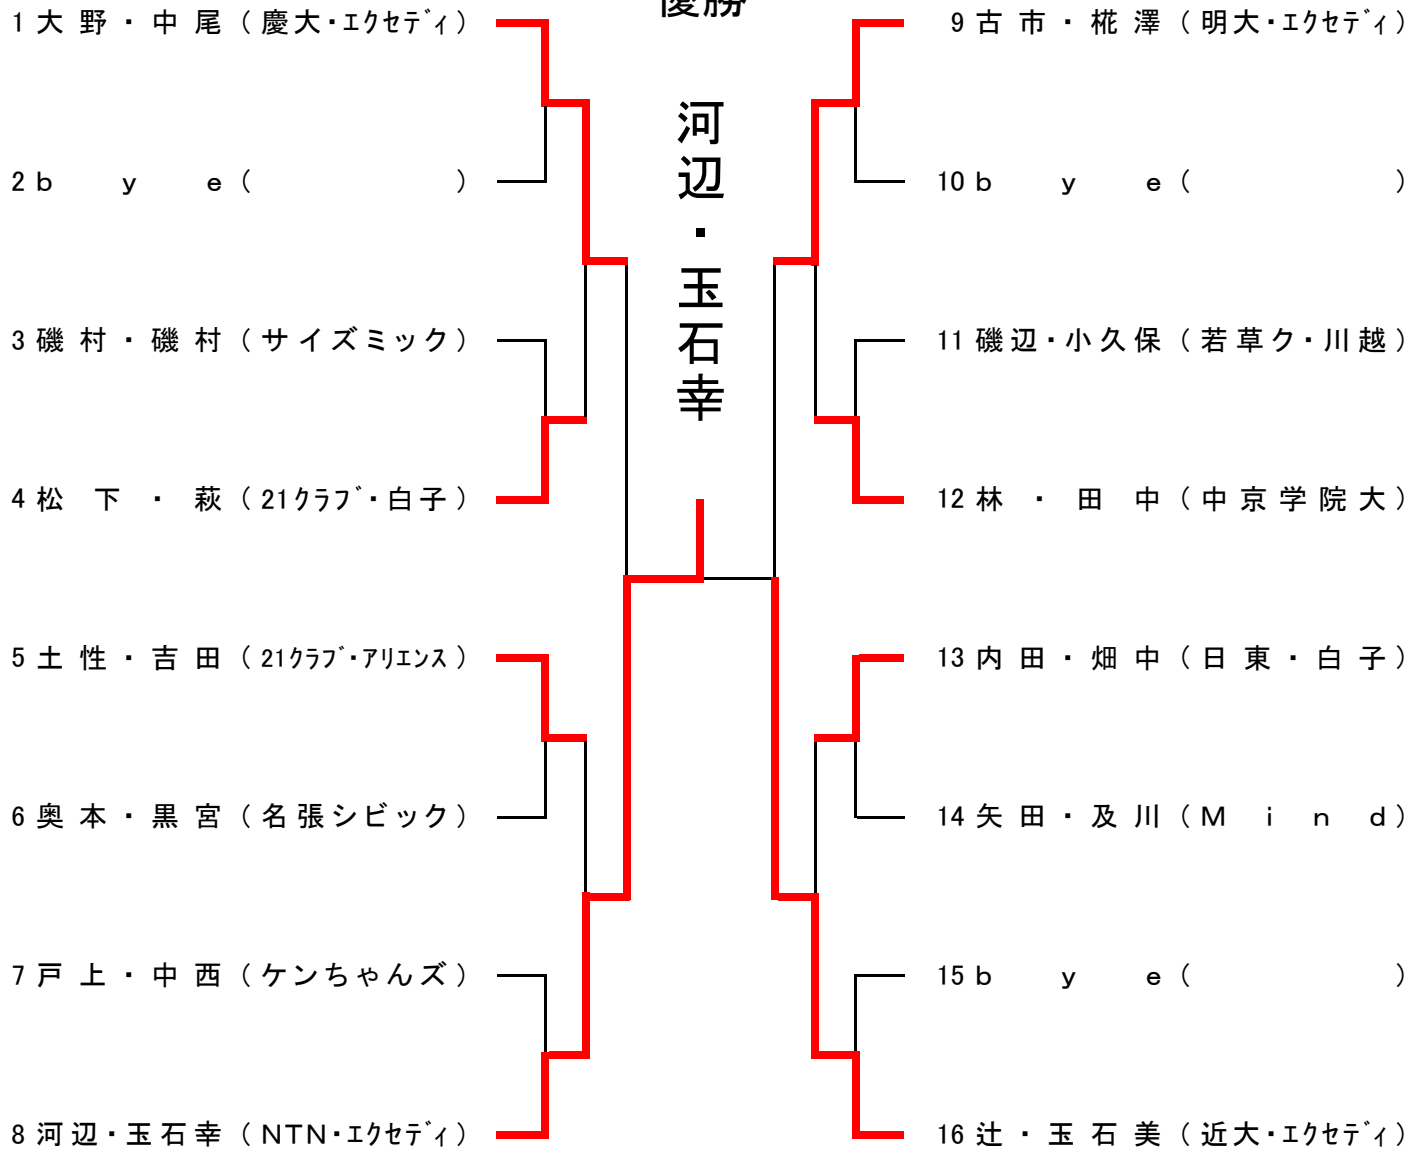 優勝
河辺・玉石幸
1 大野・中尾(慶大・エクセディ)
2 bye( )
3 磯村・磯村(サイズミック)
4 松下・萩(21クラブ・白子)
5 土性・吉田(21クラブ・アリエンス)
6 奥本・黒宮(名張シビック)
7 戸上・中西(ケンちゃんズ)
8 河辺・玉石幸(NTN・エクセディ)
9 古市・椛澤(明大・エクセディ)
10 bye( )
11 磯辺・小久保(若草ク・川越)
12 林・田中(中京学院大)
13 内田・畑中(日東・白子)
14 矢田・及川(Mind)
15 bye( )
16 辻・玉石美(近大・エクセディ)